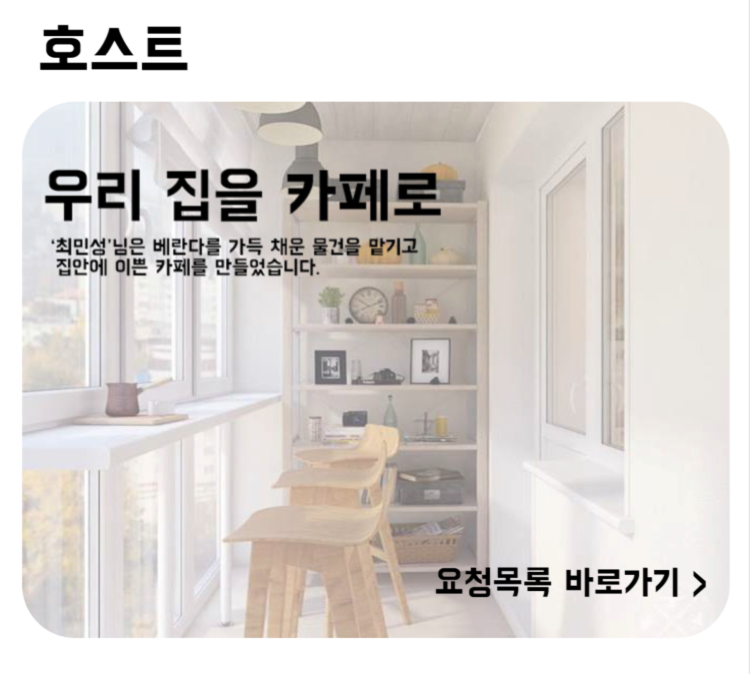 호스트
우리 집을 카페로
‘최민성’님은 베란다를 가득 채운 물건을 맡기고
집안에 이쁜 카페를 만들었습니다.
요청목록 바로가기 >